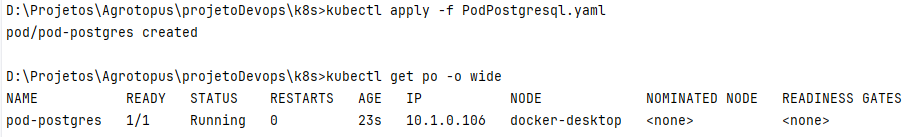 D:\Projetos\Agrotopus\projetoDevops\k8s>kubectl apply -f PodPostgresql.yaml
pod/pod-postgres created
D:\Projetos\Agrotopus\projetoDevops\k8s>kubectl get po -o wide
NAME READY STATUS RESTARTS AGE IP NODE NOMINATED NODE READINESS GATES
pod-postgres 1/1 Running 0 23s 10.1.0.106 docker-desktop <none> <none>